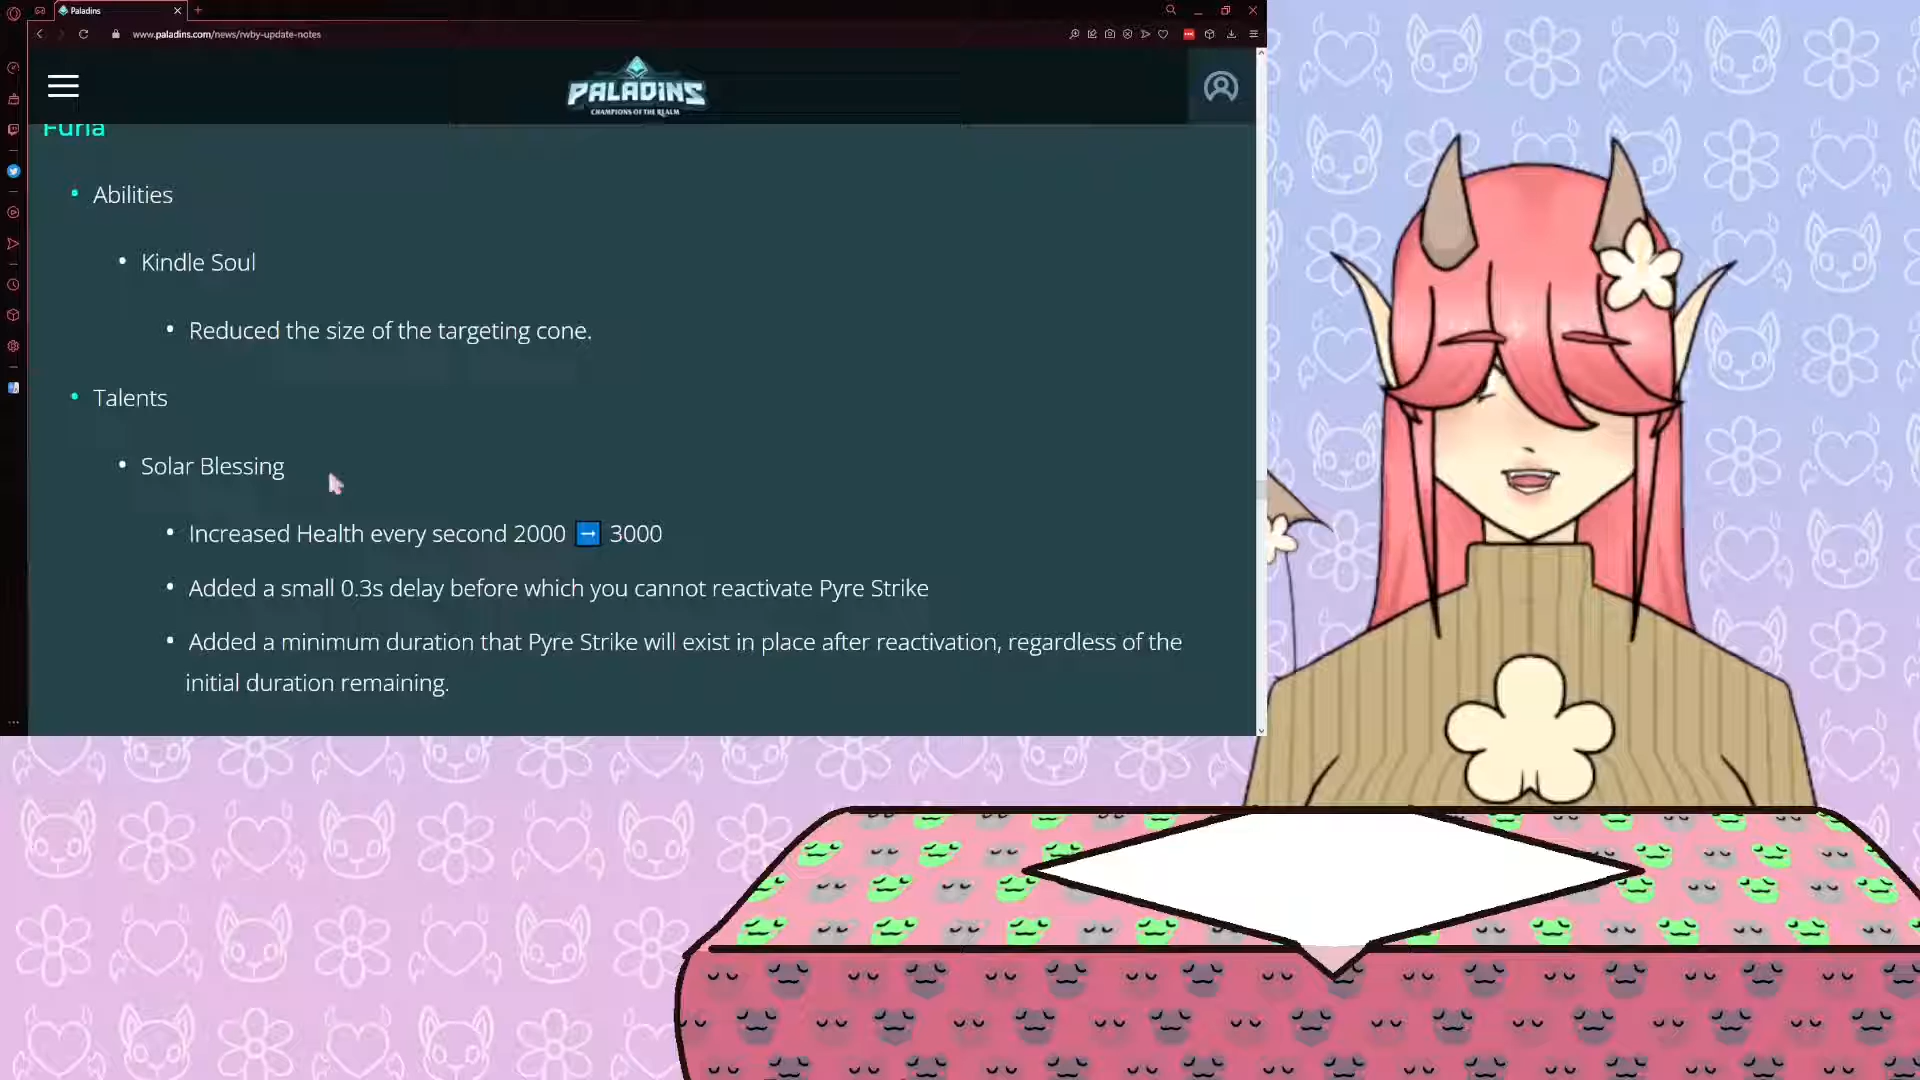 Paladins
www.paladins.com/news/rwby-update-notes
PALADINS
CHAMPIONS OF THE REALM
Furia
Abilities
Kindle Soul
Reduced the size of the targeting cone.
Talents
Solar Blessing
Increased Health every second 2000 ➡ 3000
Added a small 0.3s delay before which you cannot reactivate Pyre Strike
Added a minimum duration that Pyre Strike will exist in place after reactivation, regardless of the
initial duration remaining.